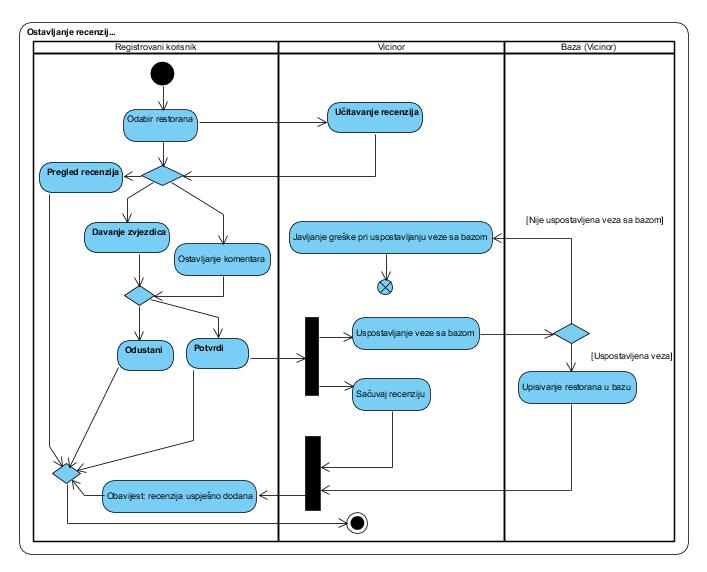 Ostavljanje recenzij...
Registrovani korisnik
Vicinor
Baza (Vicinor)
Odabir restorana
Učitavanje recenzija
Pregled recenzija
Davanje zvjezdica
Ostavljanje komentara
Javljanje greške pri uspostavljanju veze sa bazom
[Nije uspostavljena veza sa bazom]
Odustani
Potvrdi
Uspostavljanje veze sa bazom
[Uspostavljena veza]
Sačuvaj recenziju
Upisivanje restorana u bazu
Obavijest: recenzija uspješno dodana